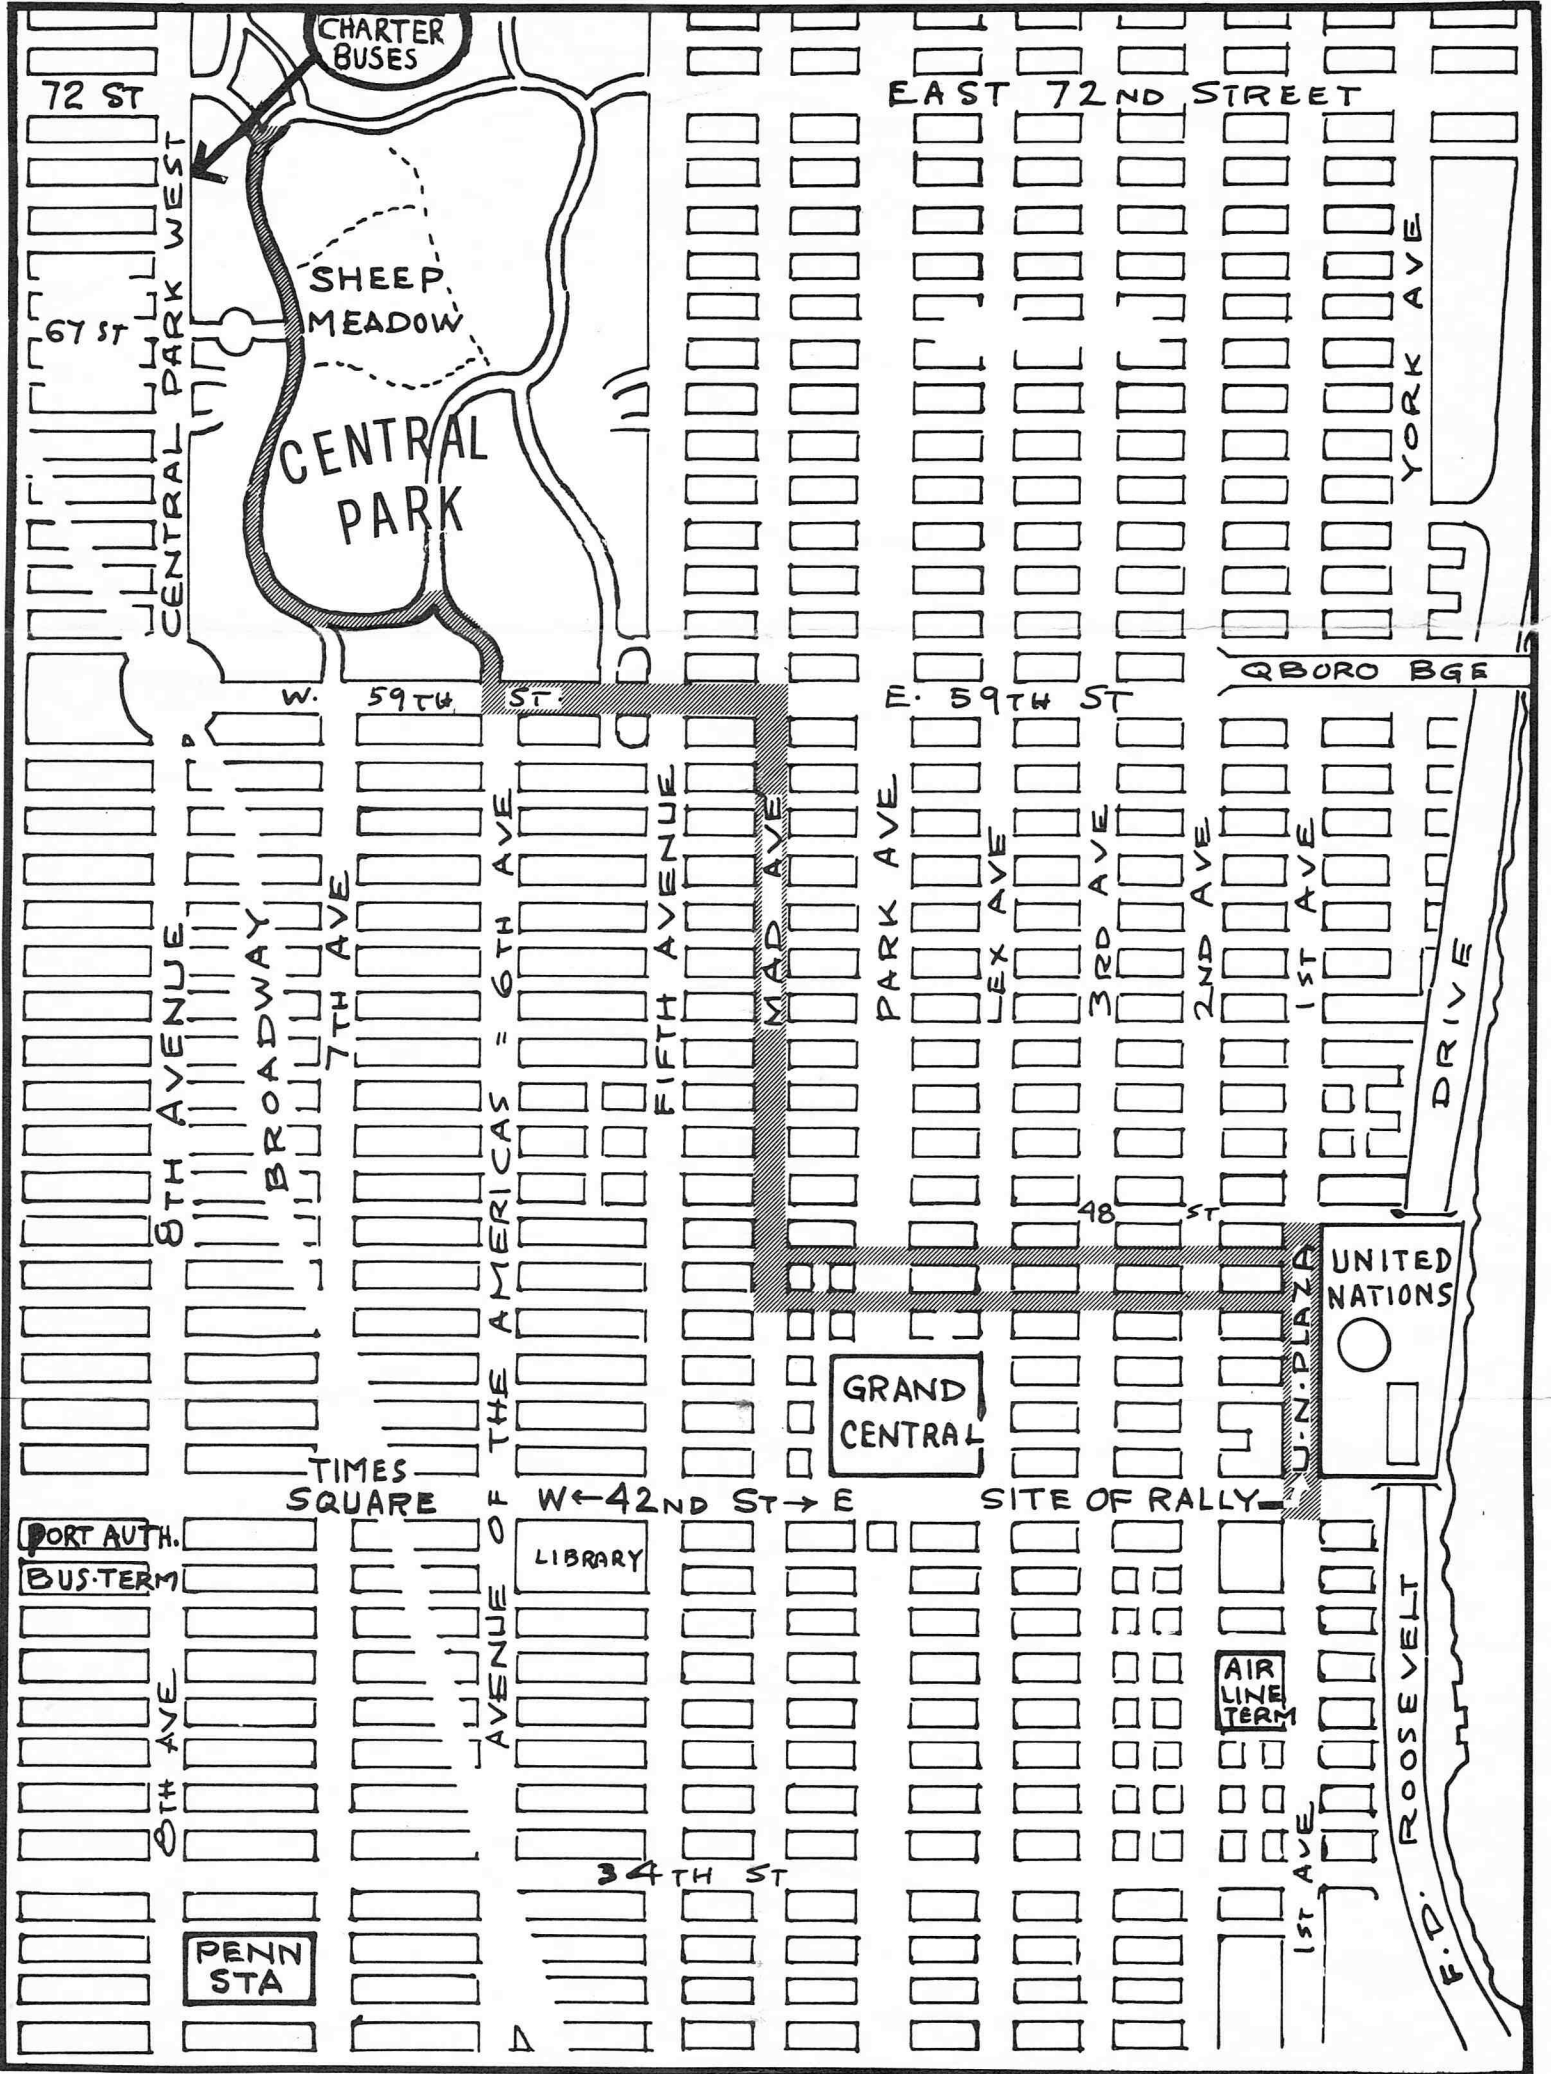 CHARTER
BUSES
72 ST
EAST 72ND STREET
CENTRAL PARK WEST
SHEEP
MEADOW
67 ST
YORK AVE
CENTRAL
PARK
QBORO BGE
W. 59TH ST.
E. 59TH ST
8TH AVENUE
BROADWAY
7TH AVE
AVENUE OF THE AMERICAS = 6TH AVE
FIFTH AVENUE
MAD AVE
PARK AVE
LEX AVE
3RD AVE
2ND AVE
1ST AVE
DRIVE
48 ST
UNITED
NATIONS
U·N·PLAZA
GRAND
CENTRAL
TIMES
SQUARE
W←42ND ST→E
SITE OF RALLY
PORT AUTH.
BUS·TERM
LIBRARY
AIR
LINE
TERM
8TH AVE
34TH ST
1ST AVE
F.D. ROOSEVELT
PENN
STA